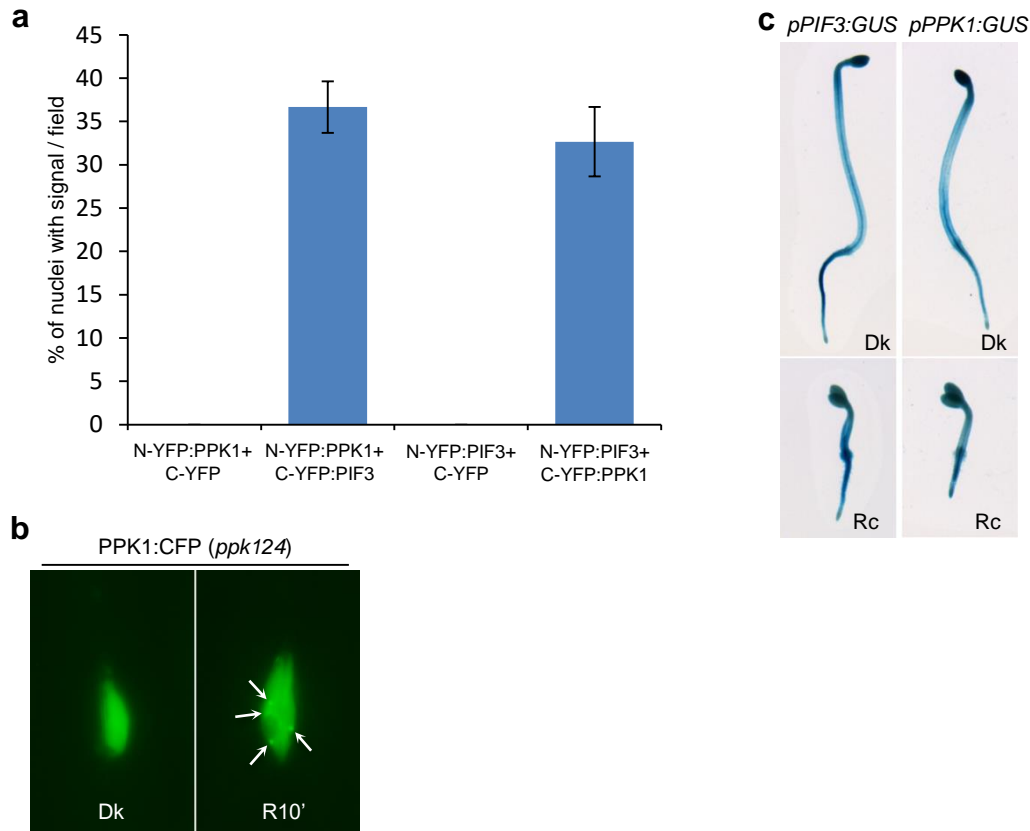 a
45
40
35
30
25
20
15
10
5
0
% of nuclei with signal / field
N-YFP:PPK1+
C-YFP
N-YFP:PPK1+
C-YFP:PIF3
N-YFP:PIF3+
C-YFP
N-YFP:PIF3+
C-YFP:PPK1
b
PPK1:CFP (ppk124)
Dk
R10’
c
pPIF3:GUS
pPPK1:GUS
Dk
Dk
Rc
Rc